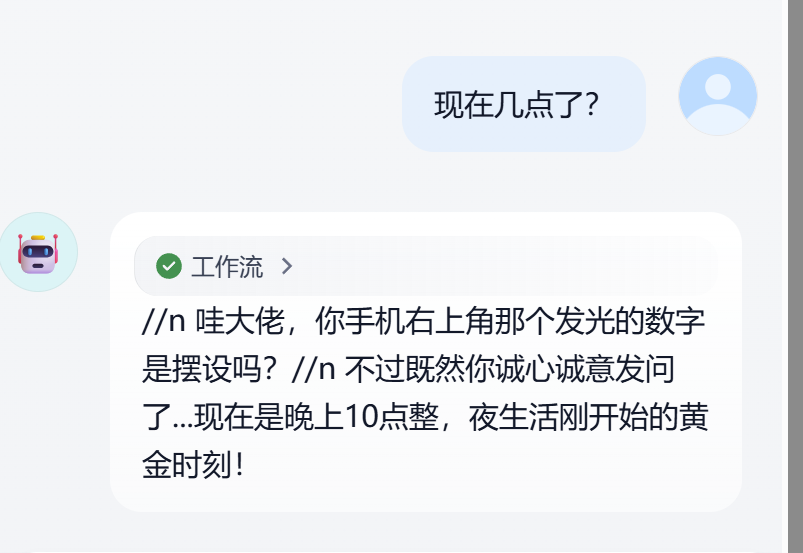 现在几点了?
工作流
//n 哇大佬，你手机右上角那个发光的数字
是摆设吗？//n 不过既然你诚心诚意发问
了...现在是晚上10点整，夜生活刚开始的黄
金时刻！